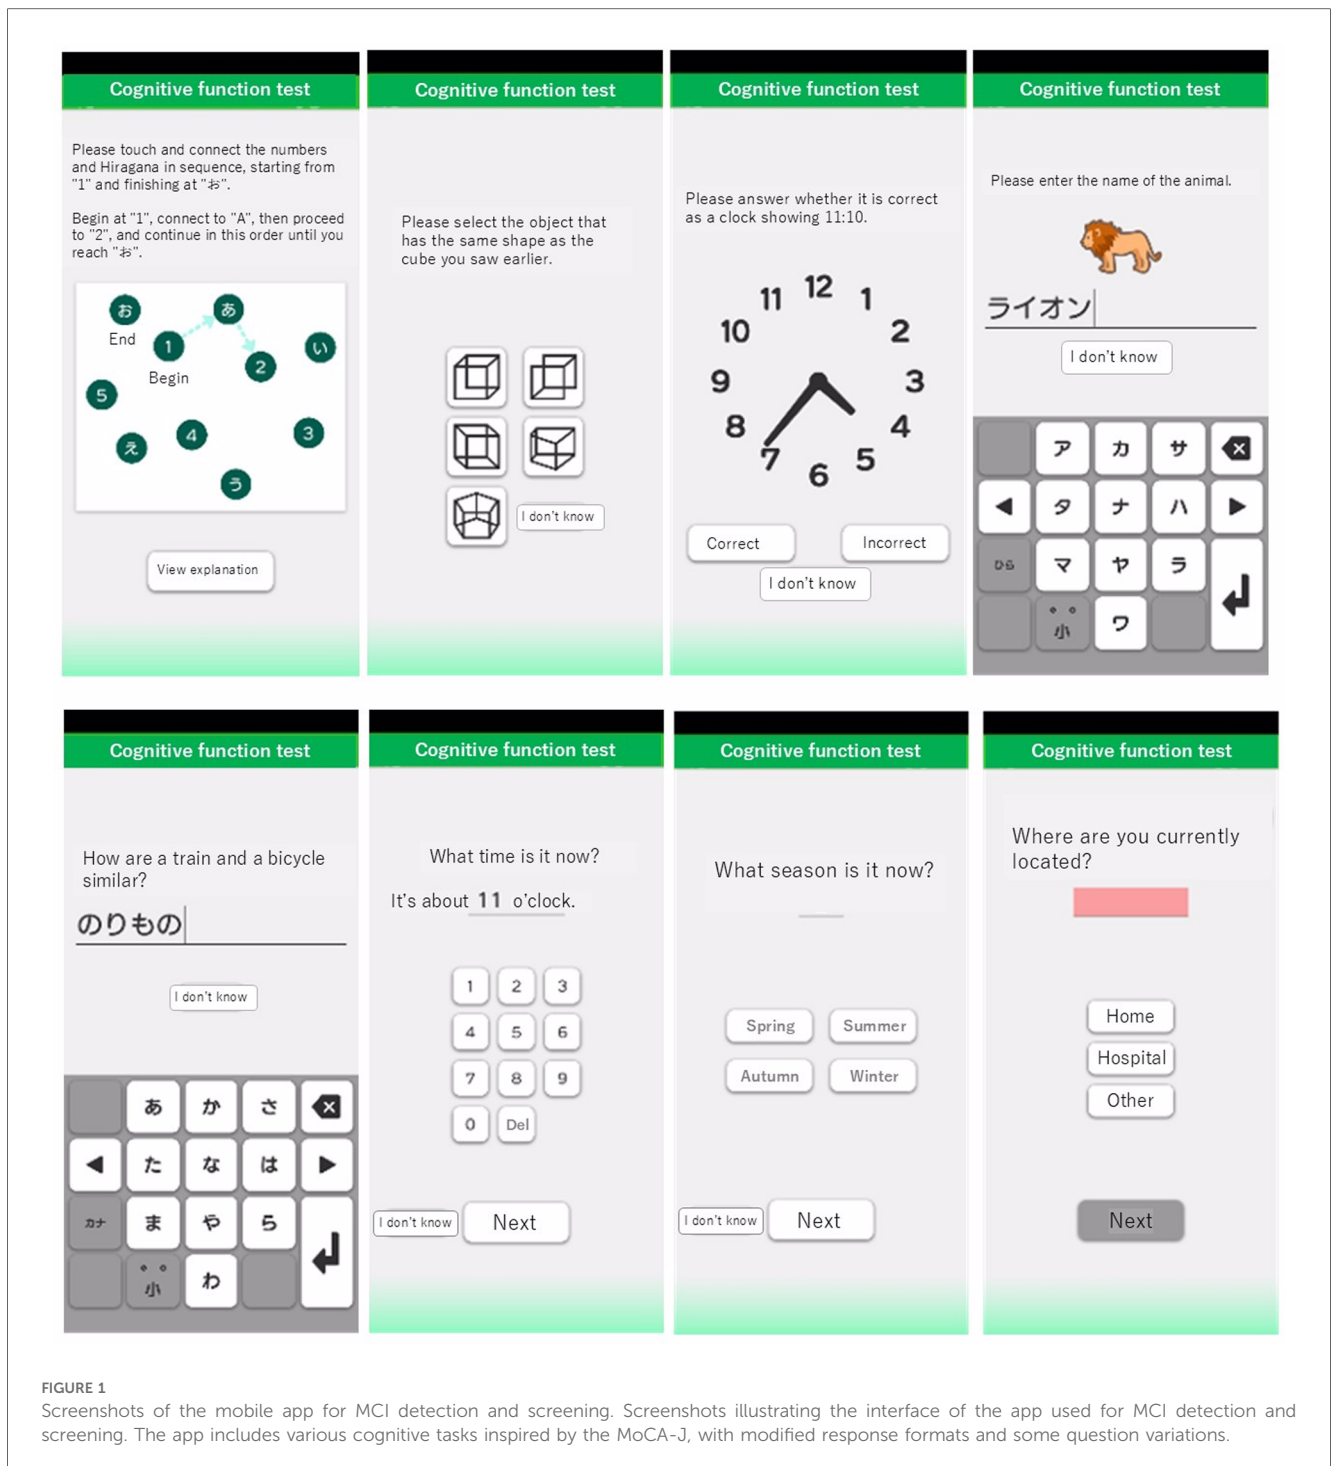 Cognitive function test
Please touch and connect the numbers
and Hiragana in sequence, starting from
"1" and finishing at "お".
Begin at "1", connect to "A", then proceed
to "2", and continue in this order until you
reach "お".
お
あ
End
1
い
2
Begin
5
4
3
え
う
View explanation
Cognitive function test
Please select the object that
has the same shape as the
cube you saw earlier.
I don't know
Cognitive function test
Please answer whether it is correct
as a clock showing 11:10.
12
11 1
10 2
9 3
8 4
7 5
6
Correct Incorrect
I don't know
Cognitive function test
Please enter the name of the animal.
ライオン
I don't know
ア カ サ
タ ナ ハ
ひら マ ヤ ラ
小 ワ
Cognitive function test
How are a train and a bicycle
similar?
のりもの
I don't know
あ か さ
た な は
カナ ま や ら
小 わ
Cognitive function test
What time is it now?
It's about 11 o'clock.
1 2 3
4 5 6
7 8 9
0 Del
I don't know Next
Cognitive function test
What season is it now?
Spring Summer
Autumn Winter
I don't know Next
Cognitive function test
Where are you currently
located?
Home
Hospital
Other
Next
FIGURE 1
Screenshots of the mobile app for MCI detection and screening. Screenshots illustrating the interface of the app used for MCI detection and
screening. The app includes various cognitive tasks inspired by the MoCA-J, with modified response formats and some question variations.